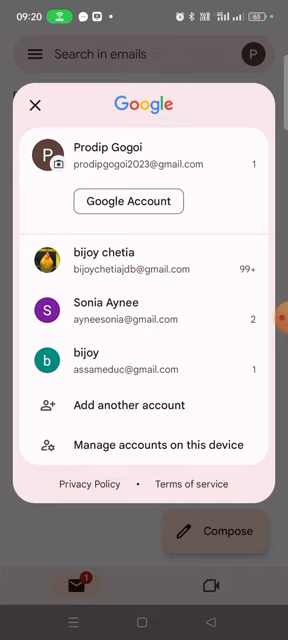 09:20
65
Search in emails
P
Google
P
Prodip Gogoi
prodipgogoi2023@gmail.com
1
Google Account
bijoy chetia
bijoychetiajdb@gmail.com
99+
S
Sonia Aynee
ayneesonia@gmail.com
2
b
bijoy
assameduc@gmail.com
1
Add another account
Manage accounts on this device
Privacy Policy • Terms of service
Compose
1